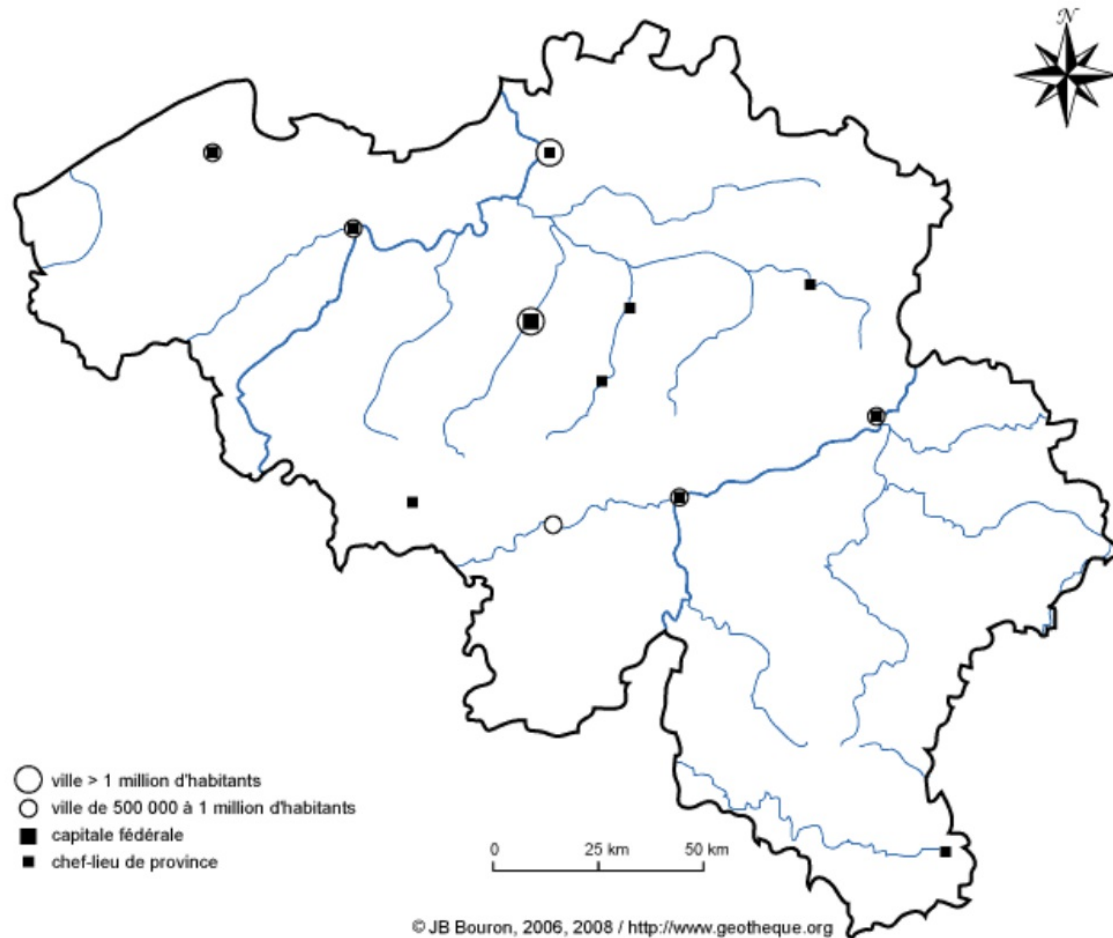 N
ville > 1 million d'habitants
ville de 500 000 à 1 million d'habitants
capitale fédérale
chef-lieu de province
0 25 km 50 km
© JB Bouron, 2006, 2008 / http://www.geotheque.org